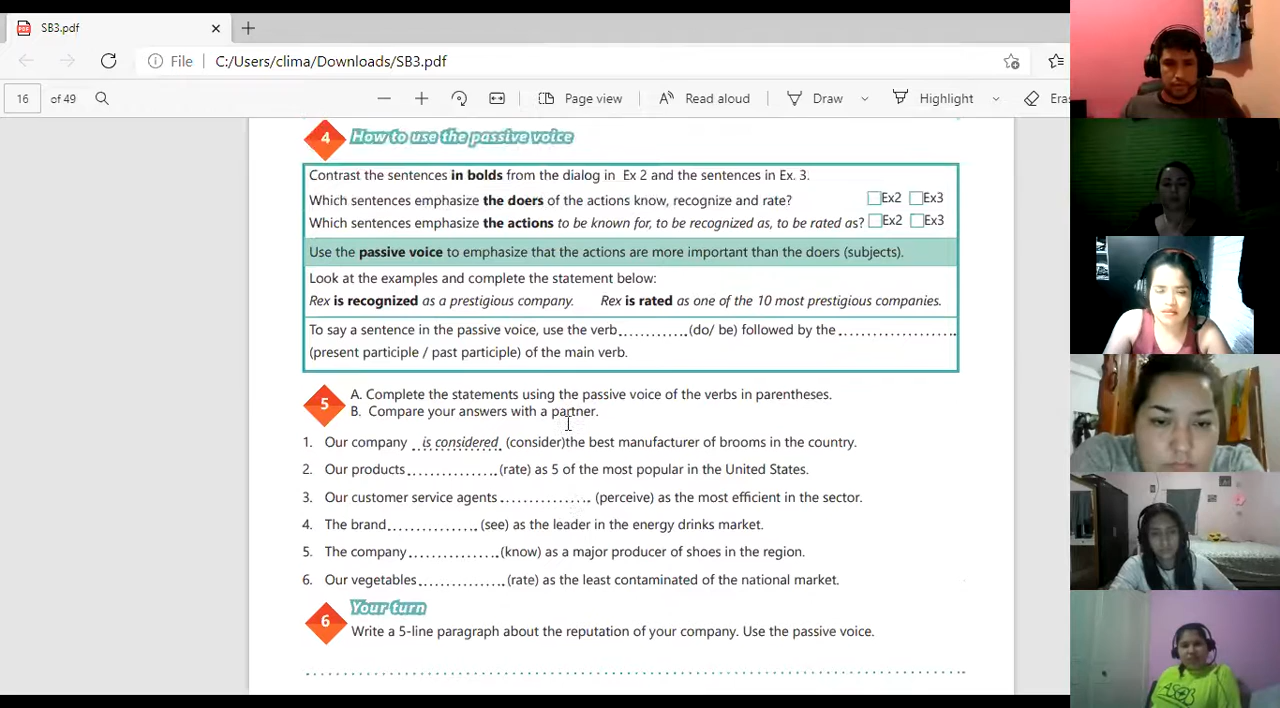 SB3.pdf
File C:/Users/clima/Downloads/SB3.pdf
16 of 49 Page view Read aloud Draw Highlight
4 How to use the passive voice
Contrast the sentences in bolds from the dialog in Ex 2 and the sentences in Ex. 3.
Which sentences emphasize the doers of the actions know, recognize and rate? Ex2 Ex3
Which sentences emphasize the actions to be known for, to be recognized as, to be rated as? Ex2 Ex3
Use the passive voice to emphasize that the actions are more important than the doers (subjects).
Look at the examples and complete the statement below:
Rex is recognized as a prestigious company. Rex is rated as one of the 10 most prestigious companies.
To say a sentence in the passive voice, use the verb............(do/ be) followed by the ....................
(present participle / past participle) of the main verb.
5 A. Complete the statements using the passive voice of the verbs in parentheses.
B. Compare your answers with a partner.
1. Our company is considered (consider)the best manufacturer of brooms in the country.
2. Our products................(rate) as 5 of the most popular in the United States.
3. Our customer service agents ................ (perceive) as the most efficient in the sector.
4. The brand................(see) as the leader in the energy drinks market.
5. The company................(know) as a major producer of shoes in the region.
6. Our vegetables................(rate) as the least contaminated of the national market.
6 Your turn
Write a 5-line paragraph about the reputation of your company. Use the passive voice.